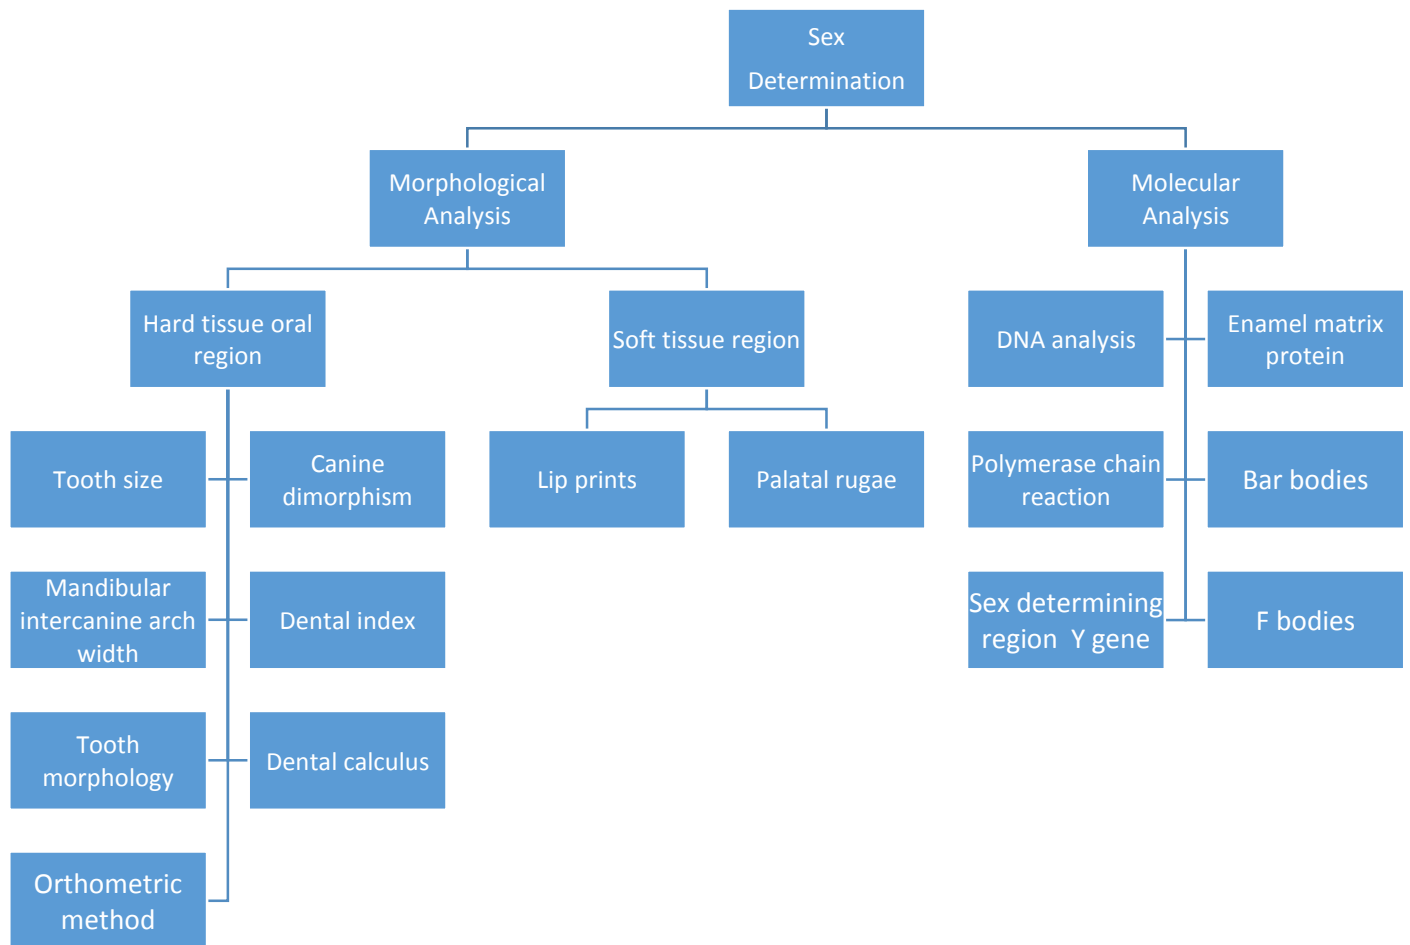 Sex
Determination
Morphological
Analysis
Molecular
Analysis
Hard tissue oral
region
Soft tissue region
DNA analysis
Enamel matrix
protein
Tooth size
Canine
dimorphism
Lip prints
Palatal rugae
Polymerase chain
reaction
Bar bodies
Mandibular
intercanine arch
width
Dental index
Sex determining
region Y gene
F bodies
Tooth
morphology
Dental calculus
Orthometric
method